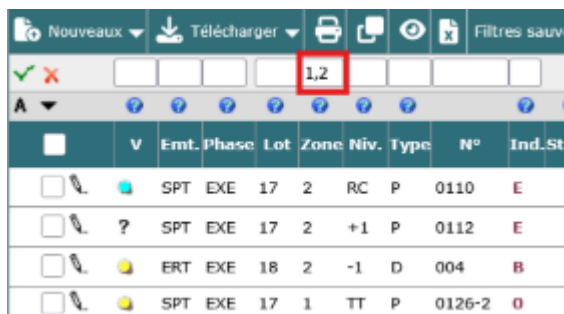 Nouveaux Télécharger Filtres sauv
1,2
A
V Emt. Phase Lot Zone Niv. Type N° Ind. St
SPT EXE 17 2 RC P 0110 E
? SPT EXE 17 2 +1 P 0112 E
ERT EXE 18 2 -1 D 004 B
SPT EXE 17 1 TT P 0126-2 0